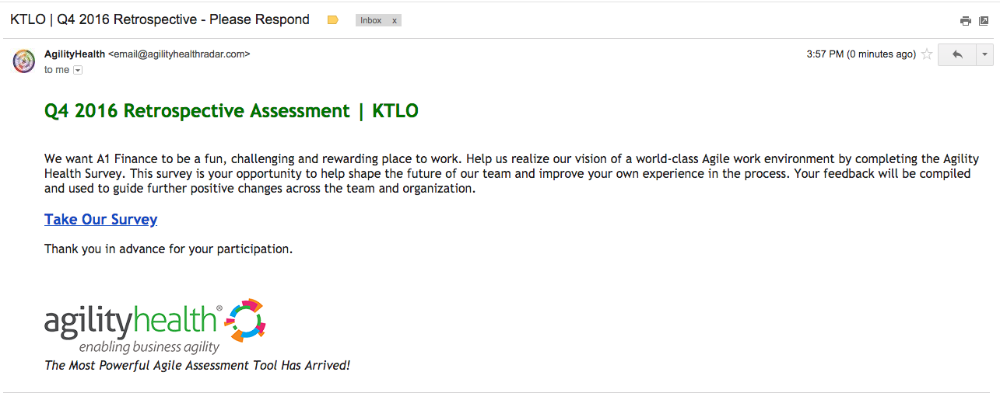 KTLO | Q4 2016 Retrospective - Please Respond
Inbox x
AgilityHealth <email@agilityhealthradar.com>
3:57 PM (0 minutes ago)
to me
Q4 2016 Retrospective Assessment | KTLO
We want A1 Finance to be a fun, challenging and rewarding place to work. Help us realize our vision of a world-class Agile work environment by completing the Agility
Health Survey. This survey is your opportunity to help shape the future of our team and improve your own experience in the process. Your feedback will be compiled
and used to guide further positive changes across the team and organization.
Take Our Survey
Thank you in advance for your participation.
agilityhealth®
enabling business agility
The Most Powerful Agile Assessment Tool Has Arrived!